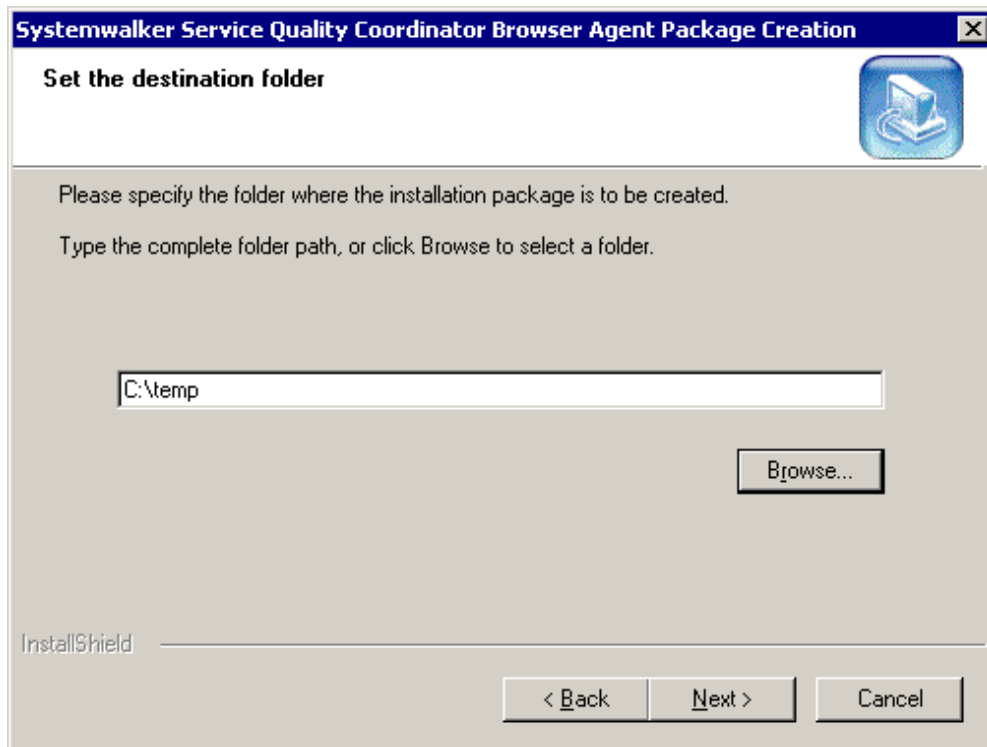 Systemwalker Service Quality Coordinator Browser Agent Package Creation
Set the destination folder
Please specify the folder where the installation package is to be created.
Type the complete folder path, or click Browse to select a folder.
C:\temp
Browse...
InstallShield
< Back Next > Cancel